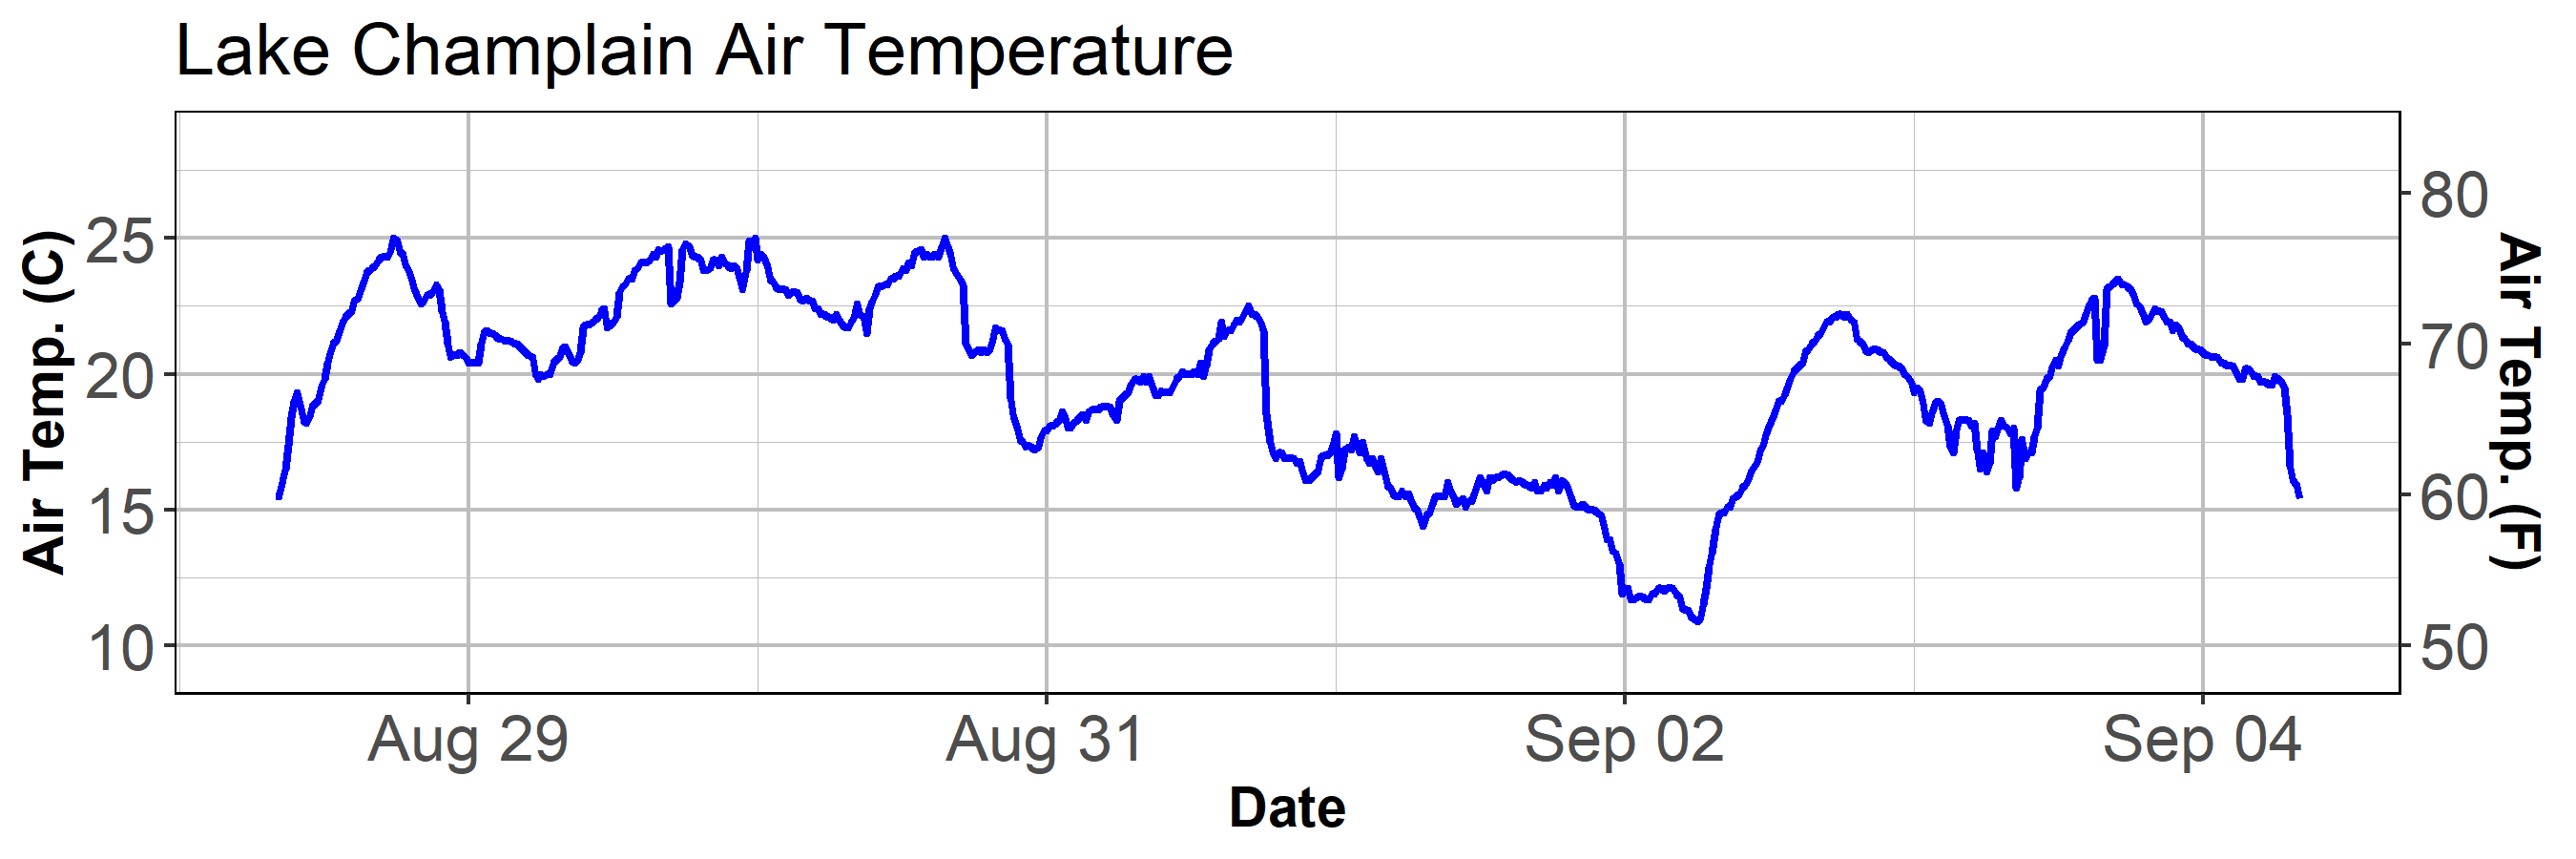 Lake Champlain Air Temperature
Air Temp. (C)
25
20
15
10
80
70
60
50
Air Temp. (F)
Aug 29
Aug 31
Sep 02
Sep 04
Date